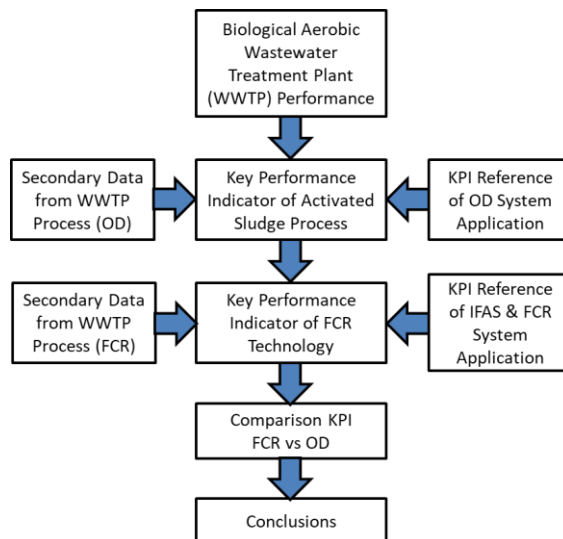 Biological Aerobic
Wastewater
Treatment Plant
(WWTP) Performance
Secondary Data
from WWTP
Process (OD)
Key Performance
Indicator of Activated
Sludge Process
KPI Reference
of OD System
Application
Secondary Data
from WWTP
Process (FCR)
Key Performance
Indicator of FCR
Technology
KPI Reference
of IFAS & FCR
System
Application
Comparison KPI
FCR vs OD
Conclusions